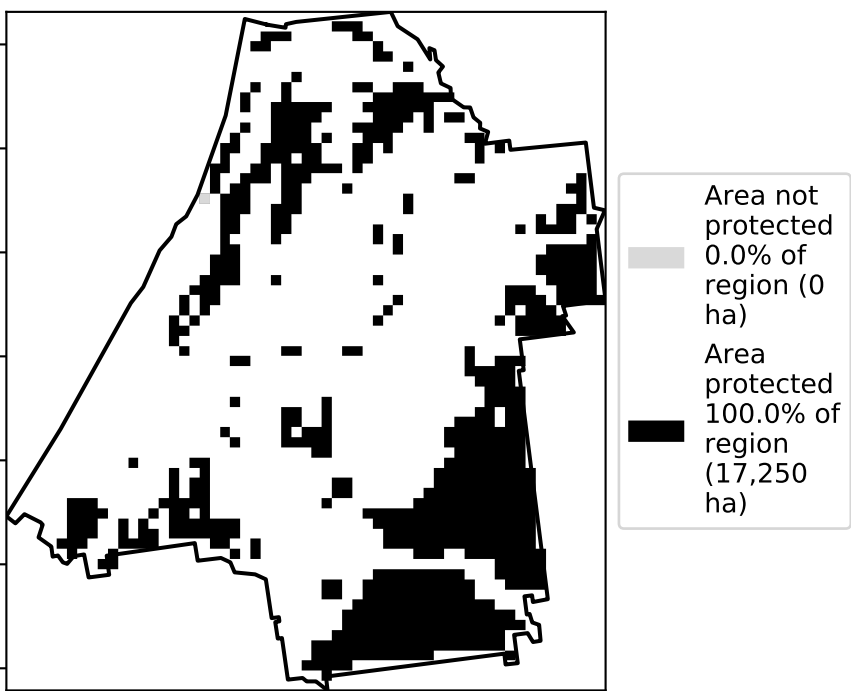 Area not
protected
0.0% of
region (0
ha)
Area
protected
100.0% of
region
(17,250
ha)